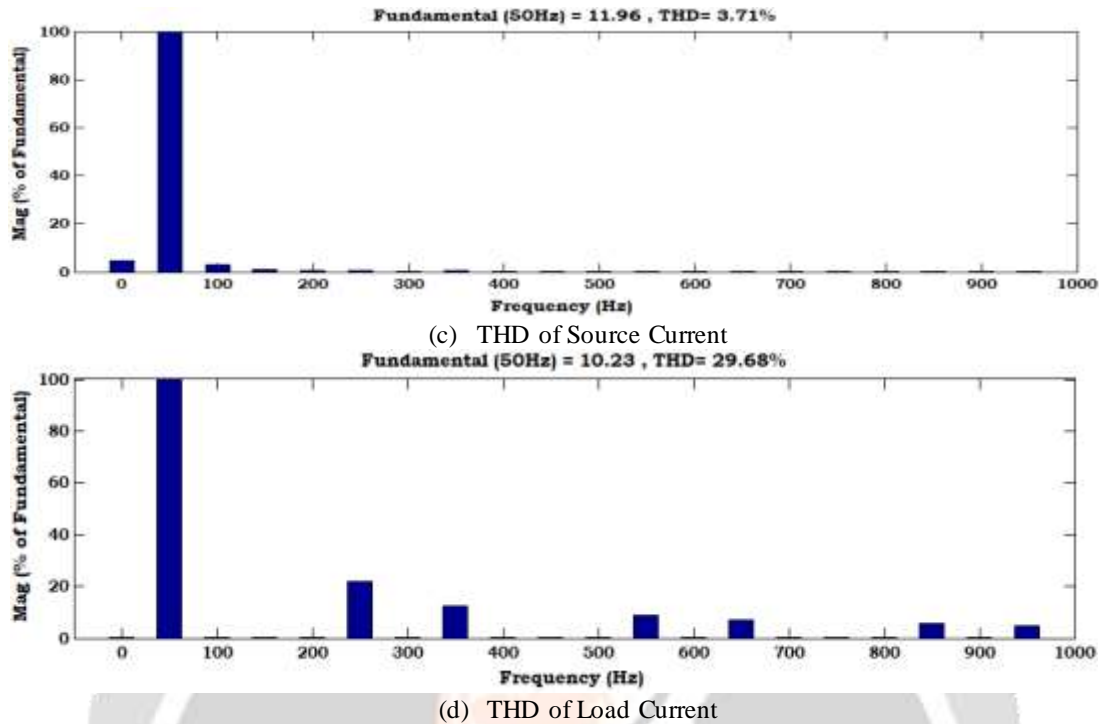 Fundamental (50Hz) = 11.96 , THD= 3.71%
Mag (% of Fundamental)
100
80
60
40
20
0
0 100 200 300 400 500 600 700 800 900 1000
Frequency (Hz)
(c) THD of Source Current
Fundamental (50Hz) = 10.23 , THD= 29.68%
Mag (% of Fundamental)
100
80
60
40
20
0
0 100 200 300 400 500 600 700 800 900 1000
Frequency (Hz)
(d) THD of Load Current